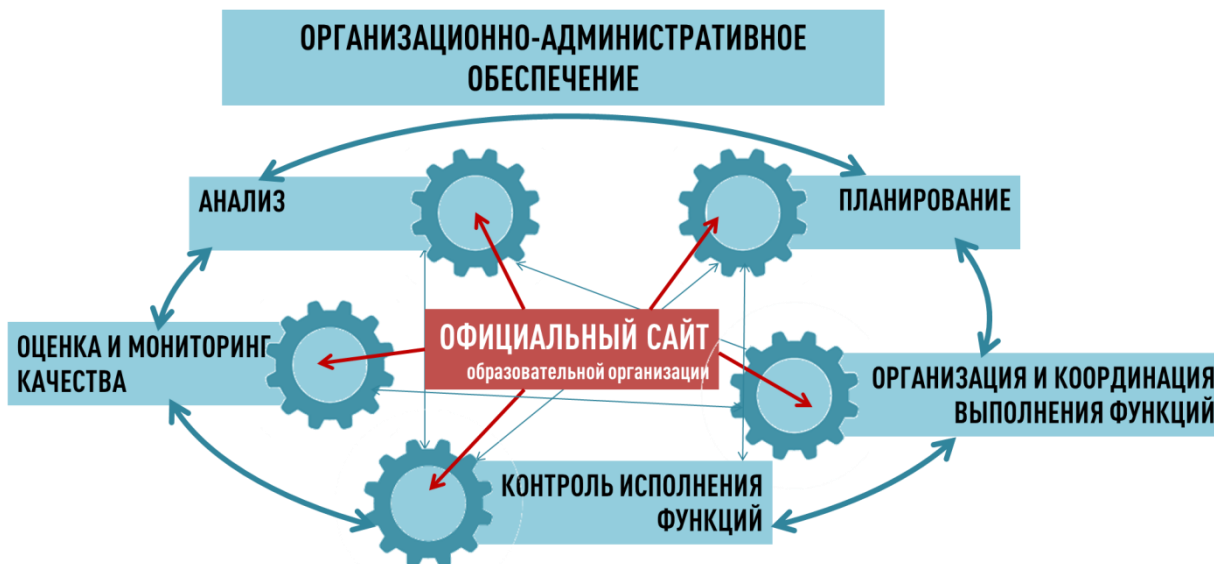 ОРГАНИЗАЦИОННО-АДМИНИСТРАТИВНОЕ
ОБЕСПЕЧЕНИЕ
АНАЛИЗ
ПЛАНИРОВАНИЕ
ОФИЦИАЛЬНЫЙ САЙТ
образовательной организации
ОЦЕНКА И МОНИТОРИНГ
КАЧЕСТВА
ОРГАНИЗАЦИЯ И КООРДИНАЦИЯ
ВЫПОЛНЕНИЯ ФУНКЦИЙ
КОНТРОЛЬ ИСПОЛНЕНИЯ
ФУНКЦИЙ